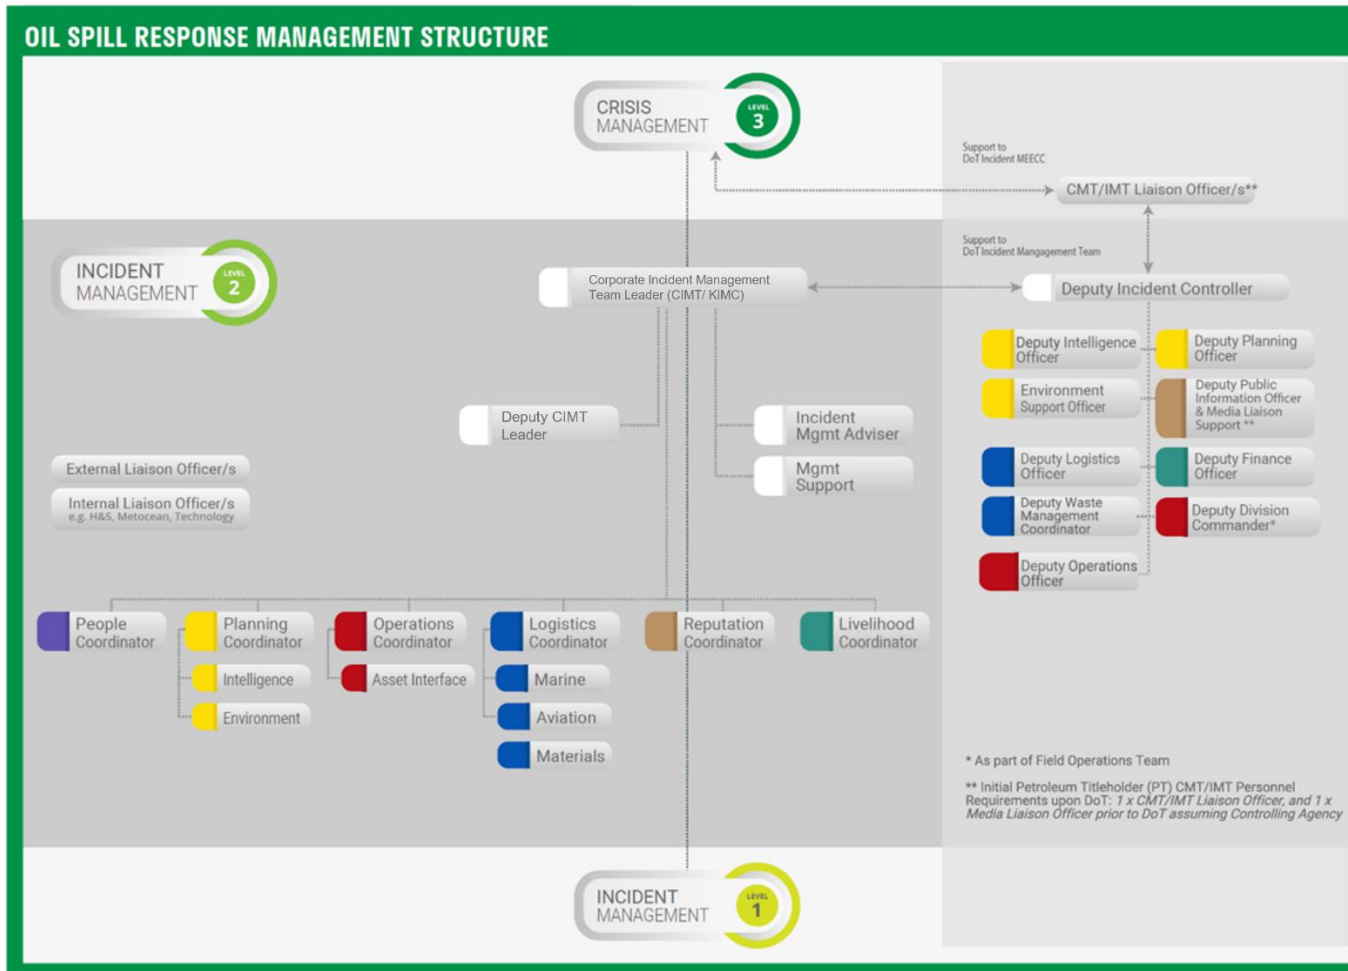 OIL SPILL RESPONSE MANAGEMENT STRUCTURE
CRISIS
MANAGEMENT
LEVEL
3
Support to
DoT Incident MEECC
CMT/IMT Liaison Officer/s**
INCIDENT
MANAGEMENT
LEVEL
2
Corporate Incident Management
Team Leader (CIMT/ KIMC)
Support to
DoT Incident Mangagement Team
Deputy Incident Controller
Deputy Intelligence
Officer
Deputy Planning
Officer
Environment
Support Officer
Deputy Public
Information Officer
& Media Liaison
Support **
Deputy Logistics
Officer
Deputy Finance
Officer
Deputy Waste
Management
Coordinator
Deputy Division
Commander*
Deputy Operations
Officer
Deputy CIMT
Leader
Incident
Mgmt Adviser
Mgmt
Support
External Liaison Officer/s
Internal Liaison Officer/s
e.g. H&S, Metocean, Technology
People
Coordinator
Planning
Coordinator
Intelligence
Environment
Operations
Coordinator
Asset Interface
Logistics
Coordinator
Marine
Aviation
Materials
Reputation
Coordinator
Livelihood
Coordinator
* As part of Field Operations Team
** Initial Petroleum Titleholder (PT) CMT/IMT Personnel
Requirements upon DoT: 1 x CMT/IMT Liaison Officer, and 1 x
Media Liaison Officer prior to DoT assuming Controlling Agency
INCIDENT
MANAGEMENT
LEVEL
1